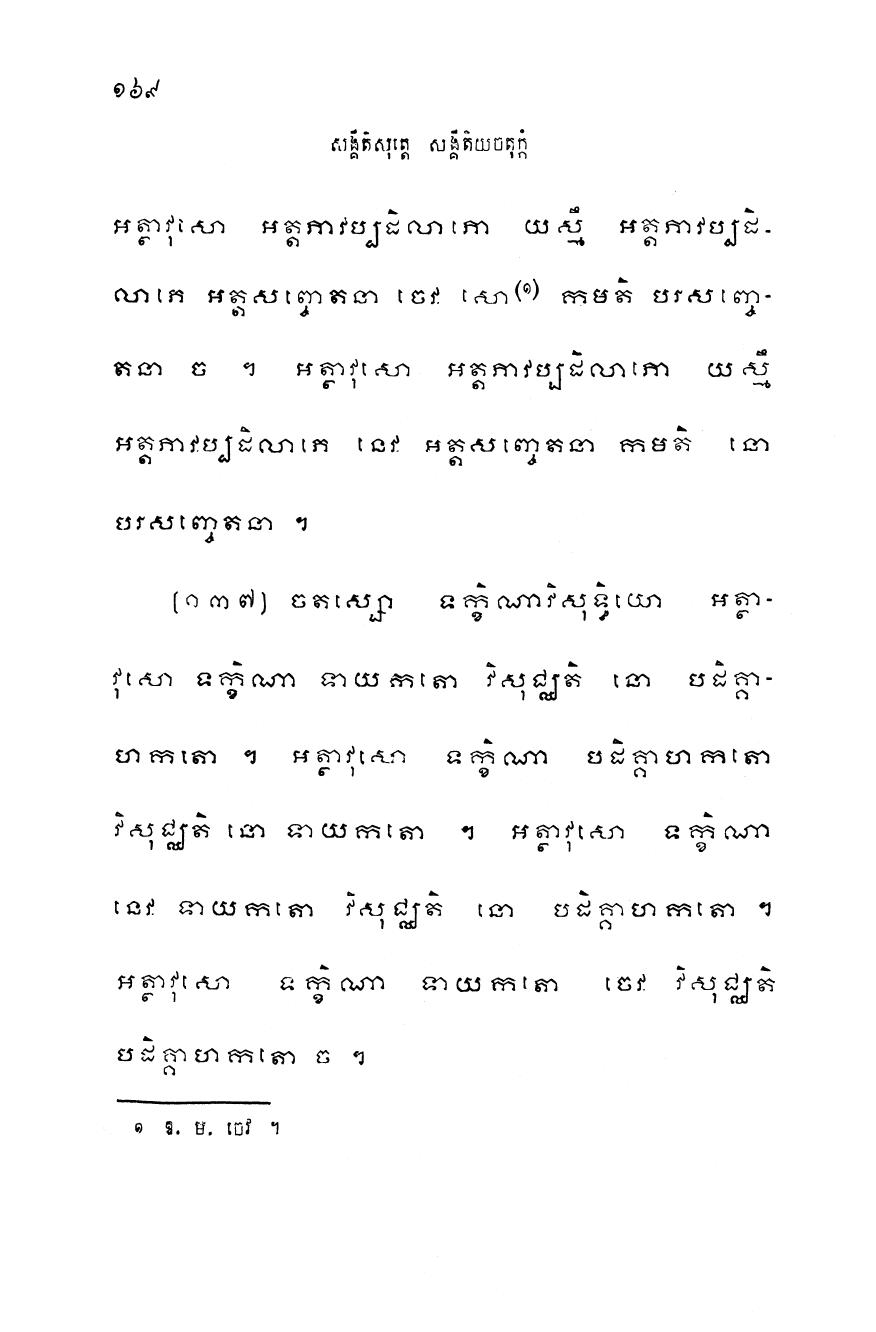 ១៦៩
សង្គីតិសុត្តេ សង្គីតិយចតុក្កំ
អត្ថាវុសោ អត្តភាវប្បដិលាភោ យស្មឹ អត្តភាវប្បដិ-
លាភេ អត្តសញ្ចេតនា ចេវ សោ(១) កមតិ បរសញ្ចេ-
តនា ច ។ អត្ថាវុសោ អត្តភាវប្បដិលាភោ យស្មឹ
អត្តភាវប្បដិលាភេ នេវ អត្តសញ្ចេតនា កមតិ នោ
បរសញ្ចេតនា ។
(១៣៧) ចតស្សោ ទក្ខិណាវិសុទ្ធិយោ អត្ថា-
វុសោ ទក្ខិណា ទាយកតោ វិសុជ្ឈតិ នោ បដិគ្គា-
ហកតោ ។ អត្ថាវុសោ ទក្ខិណា បដិគ្គាហកតោ
វិសុជ្ឈតិ នោ ទាយកតោ ។ អត្ថាវុសោ ទក្ខិណា
នេវ ទាយកតោ វិសុជ្ឈតិ នោ បដិគ្គាហកតោ ។
អត្ថាវុសោ ទក្ខិណា ទាយកតោ ចេវ វិសុជ្ឈតិ
បដិគ្គាហកតោ ច ។
១ ឱ. ម. ចេវ ។